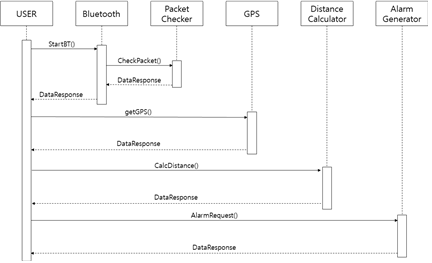 USER
Bluetooth
Packet
Checker
GPS
Distance
Calculator
Alarm
Generator
StartBT()
CheckPacket()
DataResponse
DataResponse
getGPS()
DataResponse
CalcDistance()
DataResponse
AlarmRequest()
DataResponse